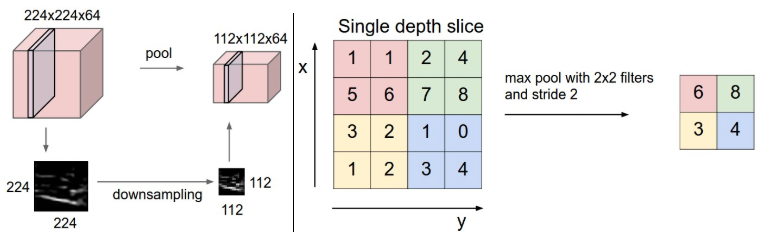 224x224x64
pool
112x112x64
224
downsampling
112
224
112
Single depth slice
x
1 1 2 4
5 6 7 8
3 2 1 0
1 2 3 4
y
max pool with 2x2 filters
and stride 2
6 8
3 4